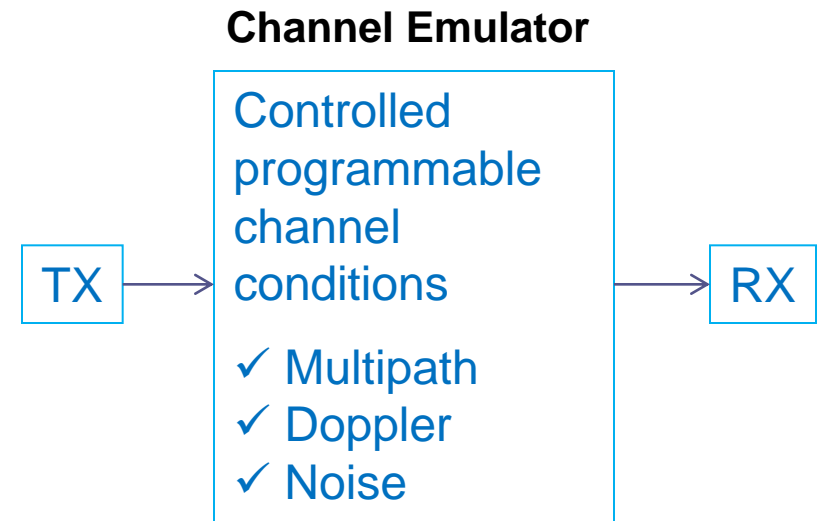 Channel Emulator
Controlled
programmable
channel
conditions
TX
RX
✓ Multipath
✓ Doppler
✓ Noise